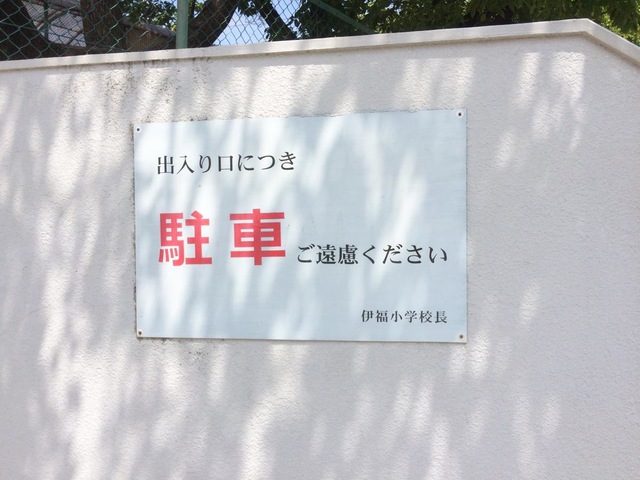 出入り口につき
駐車ご遠慮ください
伊福小学校長